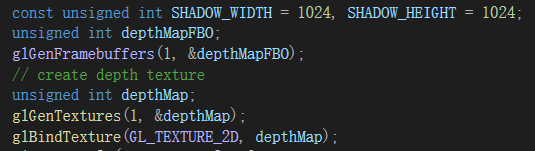 const unsigned int SHADOW_WIDTH = 1024, SHADOW_HEIGHT = 1024;
unsigned int depthMapFBO;
glGenFramebuffers(1, &depthMapFBO);
// create depth texture
unsigned int depthMap;
glGenTextures(1, &depthMap);
glBindTexture(GL_TEXTURE_2D, depthMap);